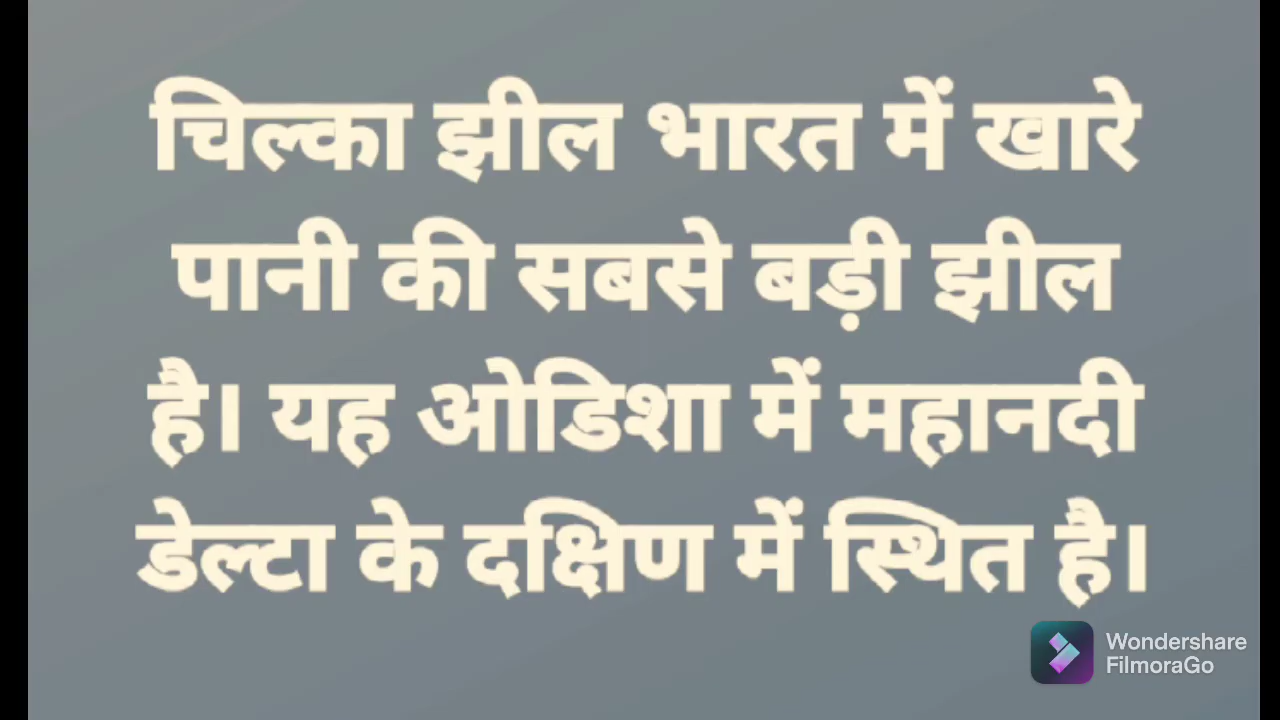 चिल्का झील भारत में खारे
पानी की सबसे बड़ी झील
है। यह ओडिशा में महानदी
डेल्टा के दक्षिण में स्थित है।
Wondershare
FilmoraGo